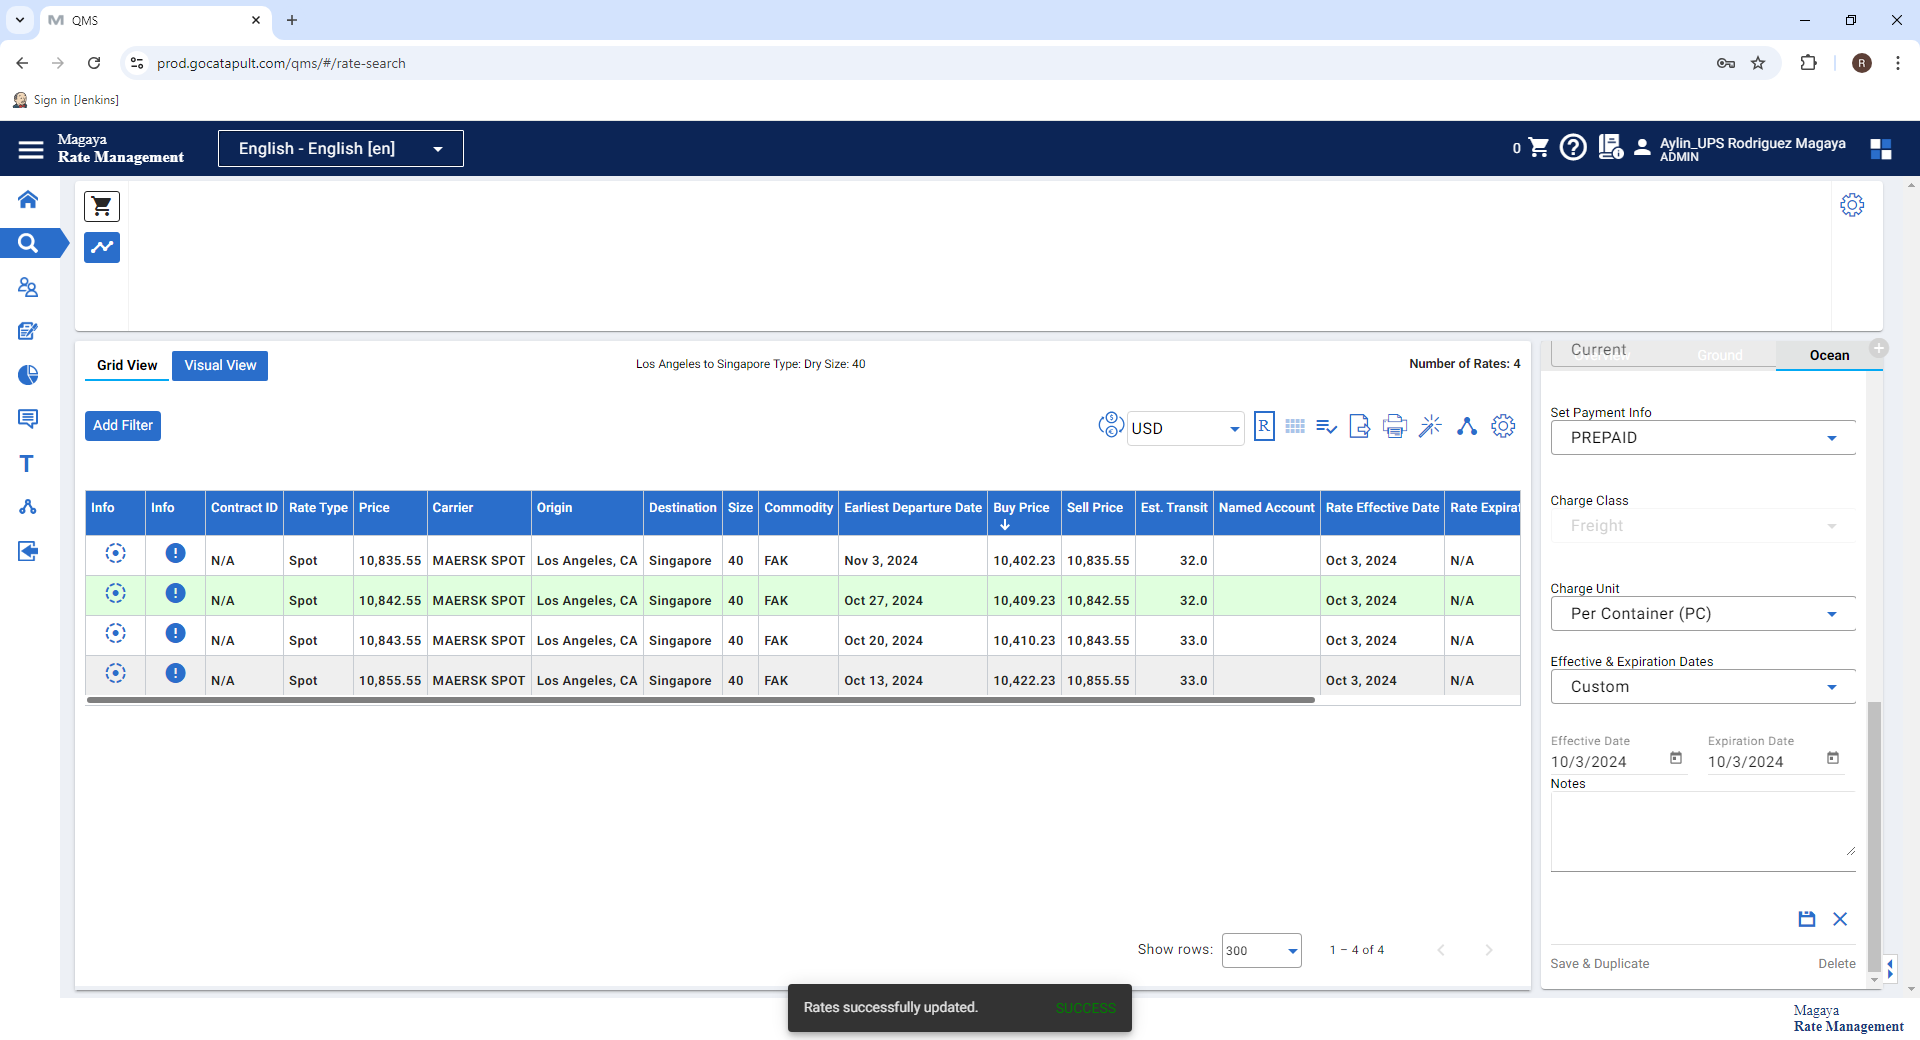 QMS
prod.gocatapult.com/qms/#/rate-search
R
Sign in [Jenkins]
Magaya
Rate Management
English - English [en]
0
Aylin_UPS Rodriguez Magaya
ADMIN
Grid View
Visual View
Los Angeles to Singapore Type: Dry Size: 40
Number of Rates: 4
Current
Ground
Ocean
Add Filter
USD
R
Set Payment Info
PREPAID
Charge Class
Freight
Charge Unit
Per Container (PC)
Effective & Expiration Dates
Custom
Effective Date
Expiration Date
10/3/2024
10/3/2024
Notes
Info Info Contract ID Rate Type Price Carrier Origin Destination Size Commodity Earliest Departure Date Buy Price Sell Price Est. Transit Named Account Rate Effective Date Rate Expirat
N/A Spot 10,835.55 MAERSK SPOT Los Angeles, CA Singapore 40 FAK Nov 3, 2024 10,402.23 10,835.55 32.0 Oct 3, 2024 N/A
N/A Spot 10,842.55 MAERSK SPOT Los Angeles, CA Singapore 40 FAK Oct 27, 2024 10,409.23 10,842.55 32.0 Oct 3, 2024 N/A
N/A Spot 10,843.55 MAERSK SPOT Los Angeles, CA Singapore 40 FAK Oct 20, 2024 10,410.23 10,843.55 33.0 Oct 3, 2024 N/A
N/A Spot 10,855.55 MAERSK SPOT Los Angeles, CA Singapore 40 FAK Oct 13, 2024 10,422.23 10,855.55 33.0 Oct 3, 2024 N/A
Show rows: 300 1 – 4 of 4
Save & Duplicate
Delete
Rates successfully updated.
SUCCESS
Magaya
Rate Management